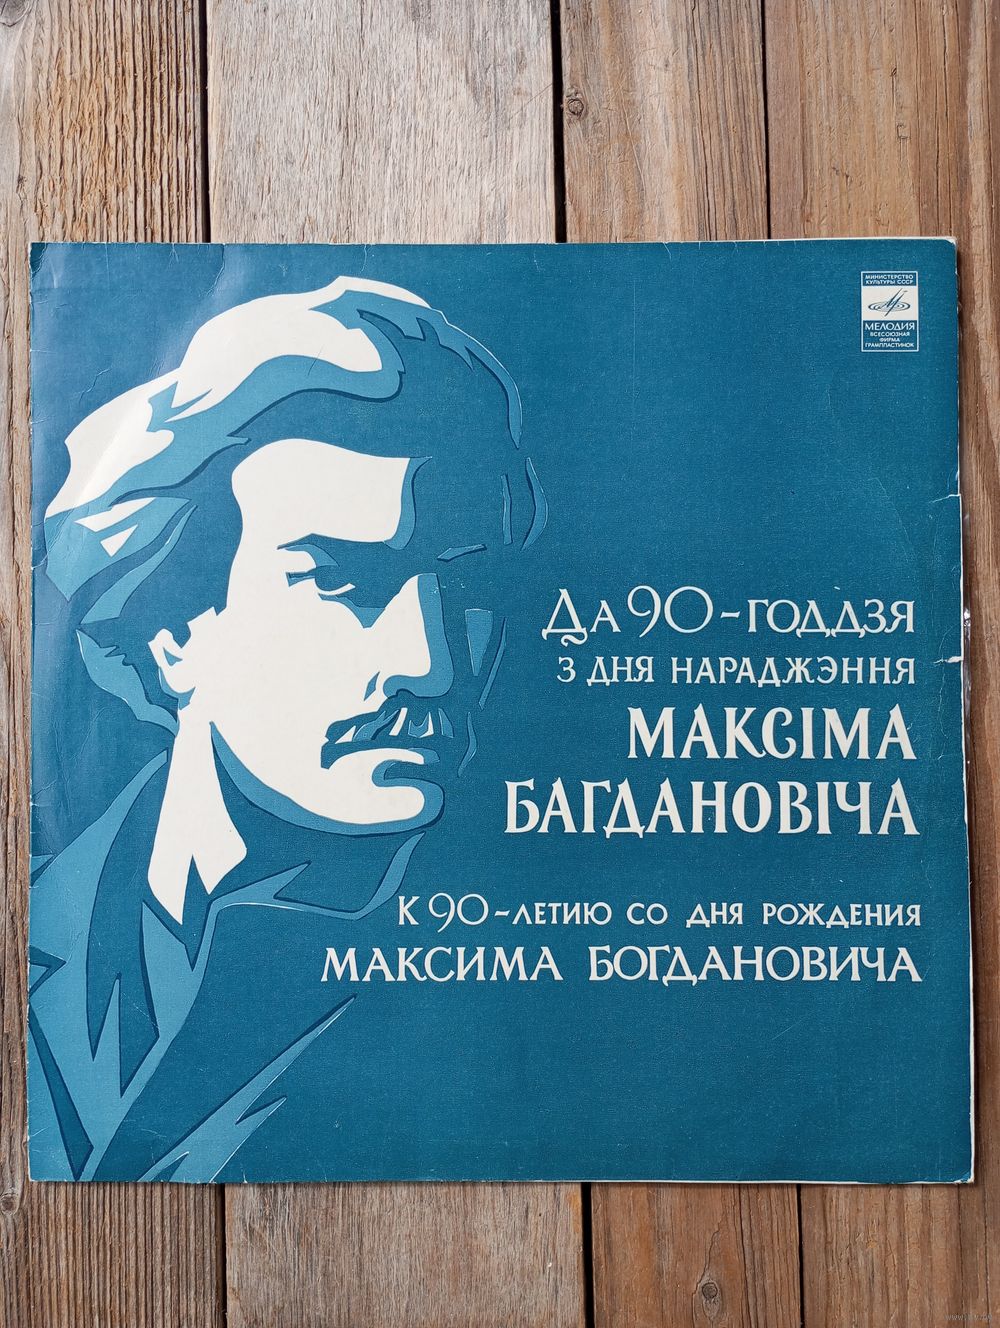 МИНИСТЕРСТВО
КУЛЬТУРЫ СССР
МЕЛОДИЯ
ВСЕСОЮЗНАЯ
ФИРМА
ГРАМПЛАСТИНОК
Да 90-годдзя
з дня нараджэння
МАКСІМА
БАГДАНОВІЧА
К 90-летию со дня рождения
МАКСИМА БОГДАНОВИЧА